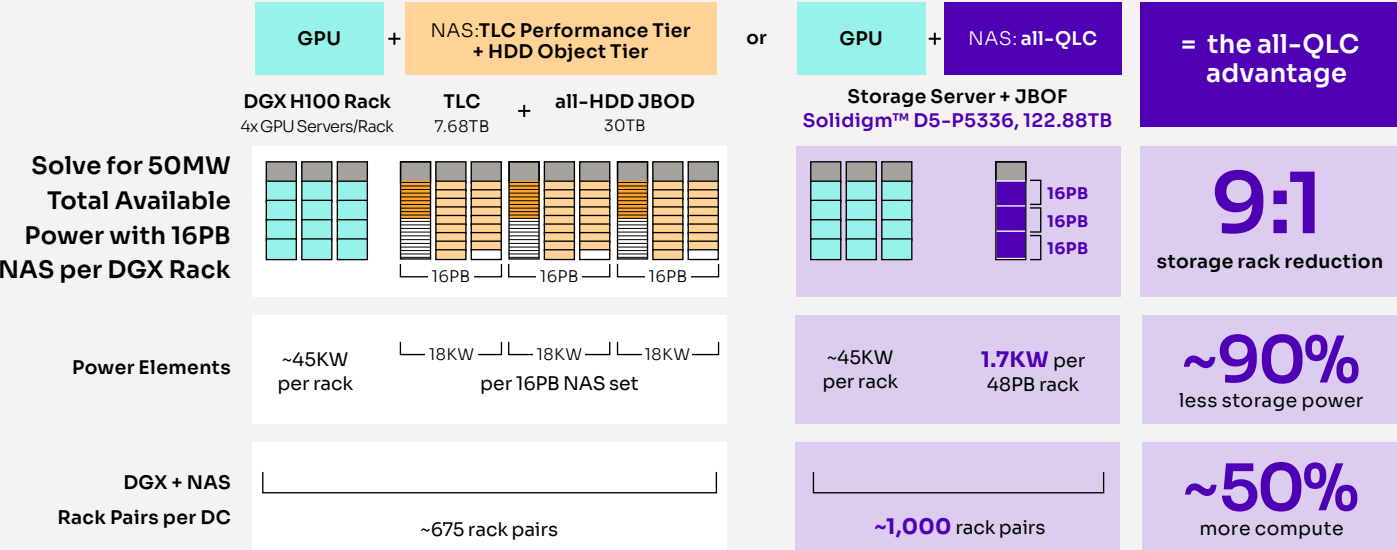 GPU
+
NAS:TLC Performance Tier
+ HDD Object Tier
or
GPU
+
NAS: all-QLC
= the all-QLC
advantage
DGX H100 Rack
4x GPU Servers/Rack
TLC
7.68TB
+
all-HDD JBOD
30TB
Storage Server + JBOF
Solidigm™ D5-P5336, 122.88TB
Solve for 50MW
Total Available
Power with 16PB
NAS per DGX Rack
16PB
16PB
16PB
16PB
16PB
16PB
9:1
storage rack reduction
Power Elements
~45KW
per rack
18KW
18KW
18KW
per 16PB NAS set
~45KW
per rack
1.7KW per
48PB rack
~90%
less storage power
DGX + NAS
Rack Pairs per DC
~675 rack pairs
~1,000 rack pairs
~50%
more compute